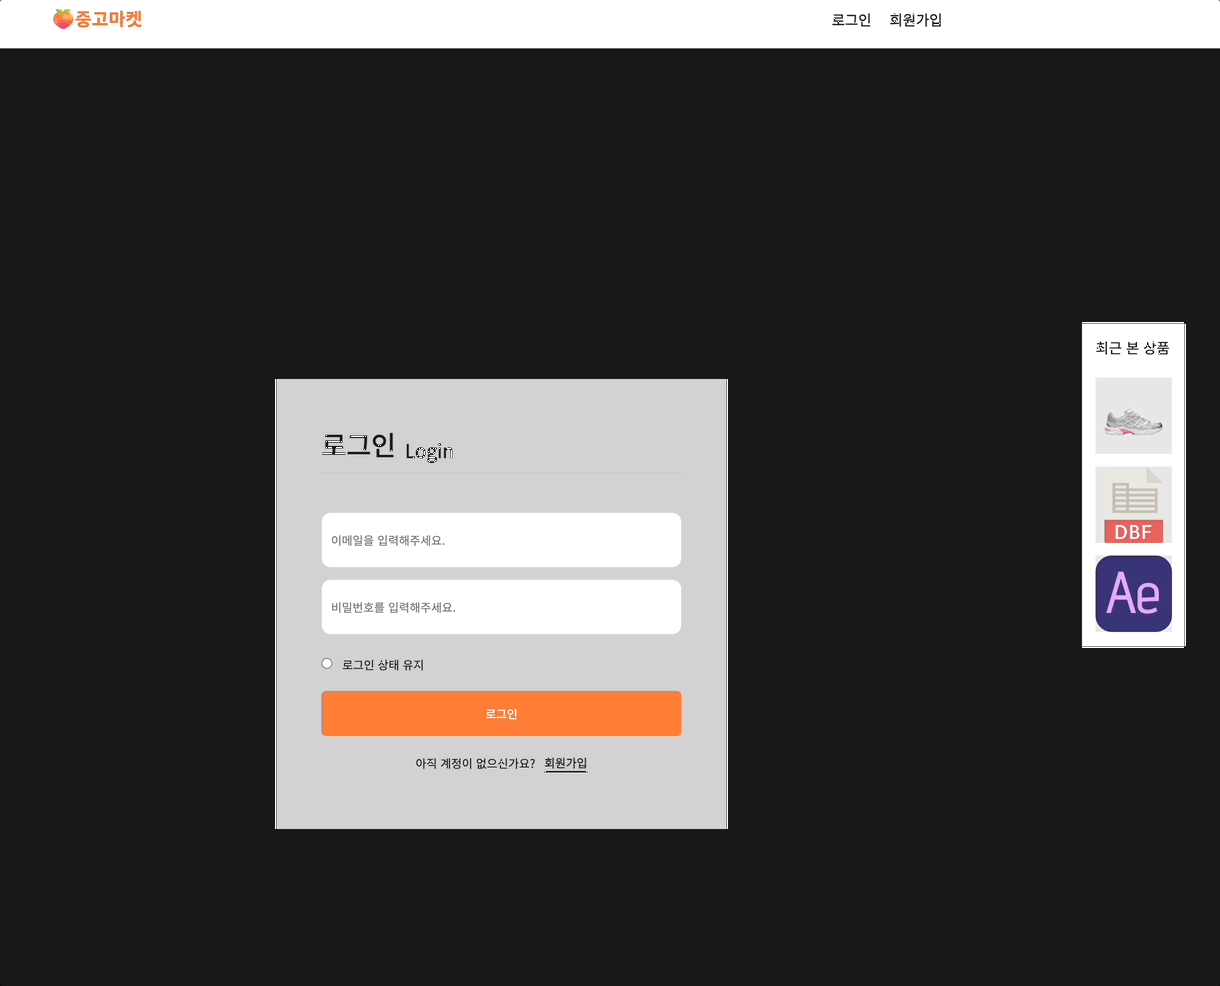 중고마켓
로그인 회원가입
최근 본 상품
DBF
Ae
로그인 Login
이메일을 입력해주세요.
비밀번호를 입력해주세요.
로그인 상태 유지
로그인
아직 계정이 없으신가요? 회원가입